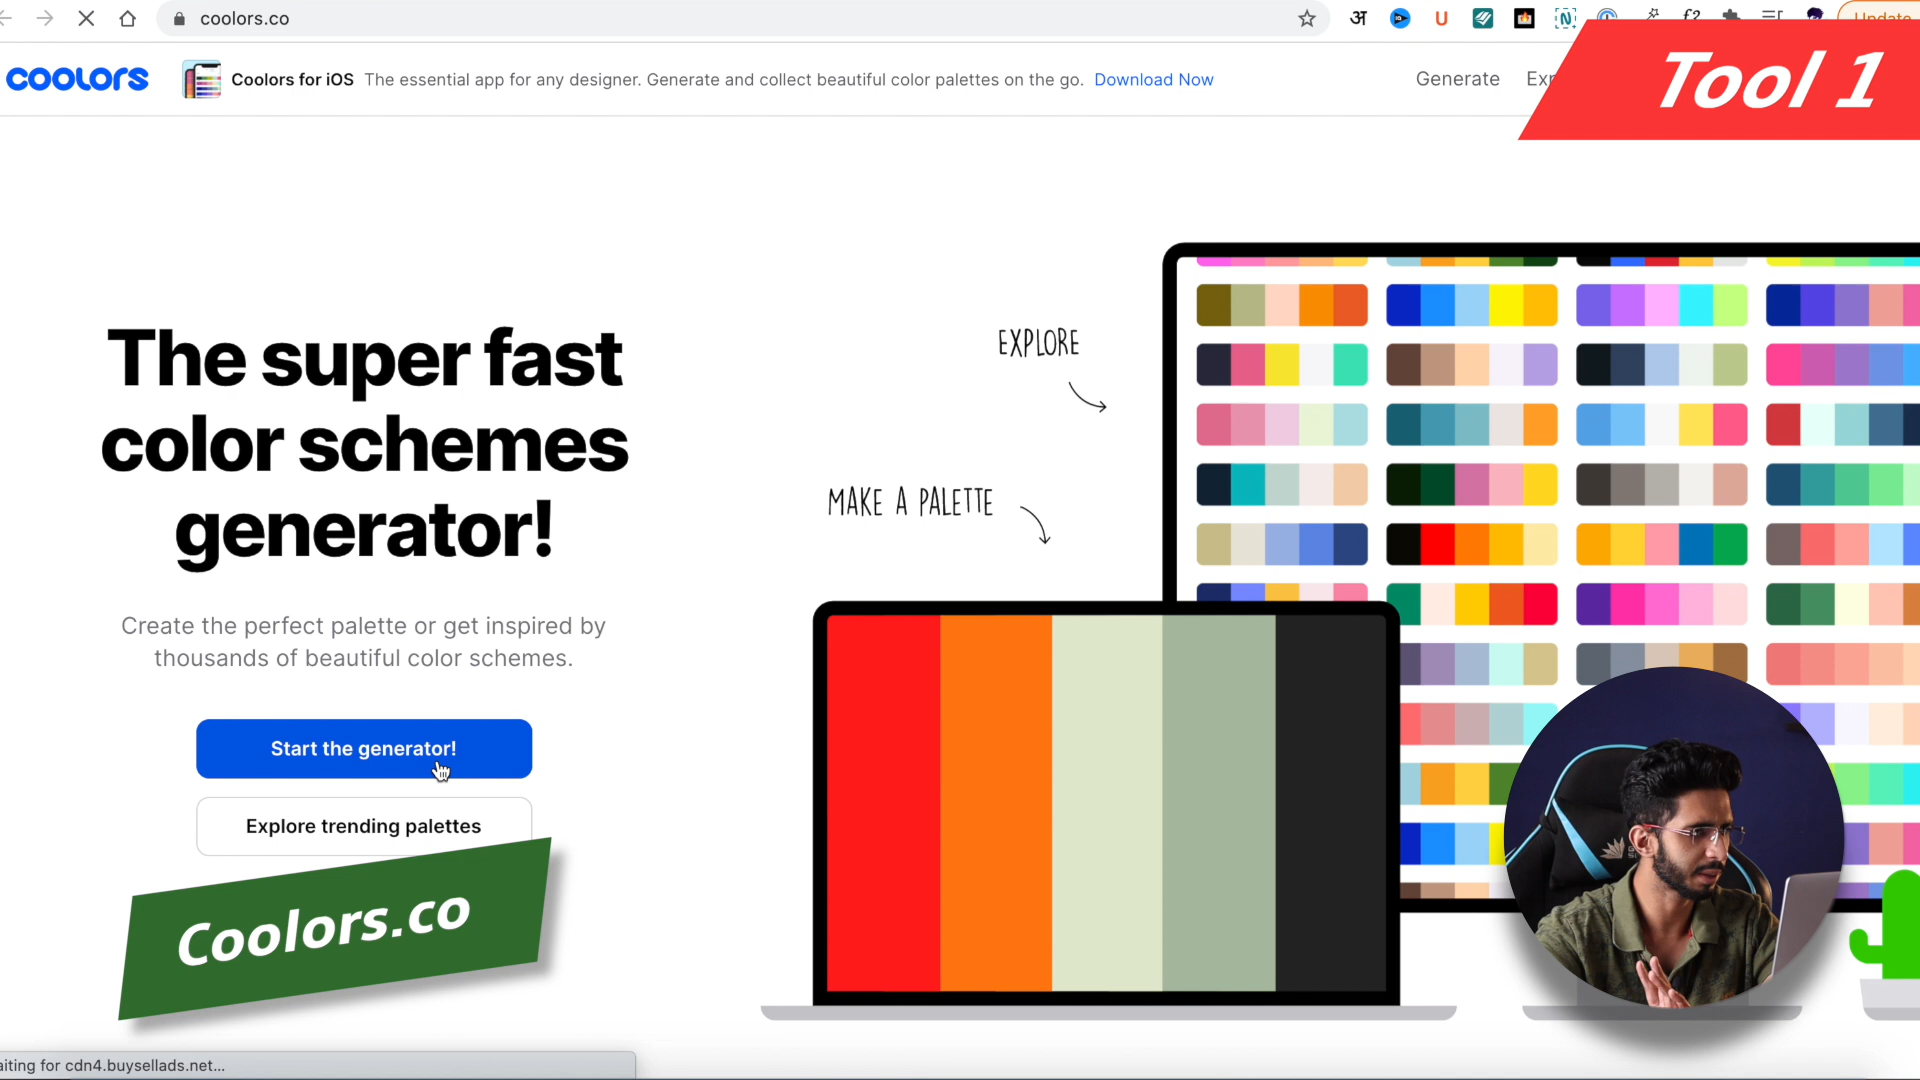 coolors.co
अ
U
N
f?
Update
coolors
Coolors for iOS The essential app for any designer. Generate and collect beautiful color palettes on the go. Download Now
Generate
Tool 1
EXPLORE
The super fast
color schemes
generator!
MAKE A PALETTE
Create the perfect palette or get inspired by
thousands of beautiful color schemes.
Start the generator!
Explore trending palettes
Coolors.co
aiting for cdn4.buysellads.net...